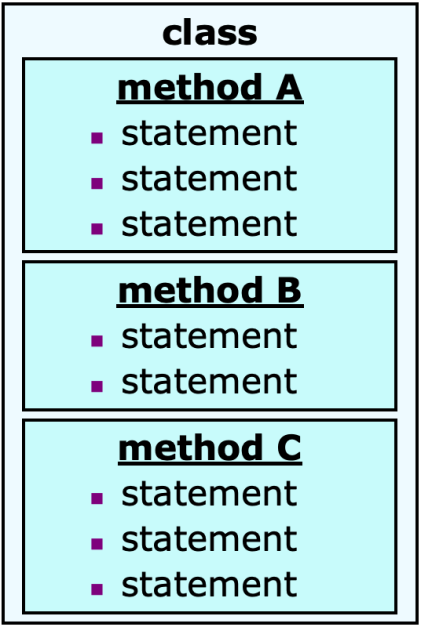 class
method A
statement
statement
statement
method B
statement
statement
method C
statement
statement
statement